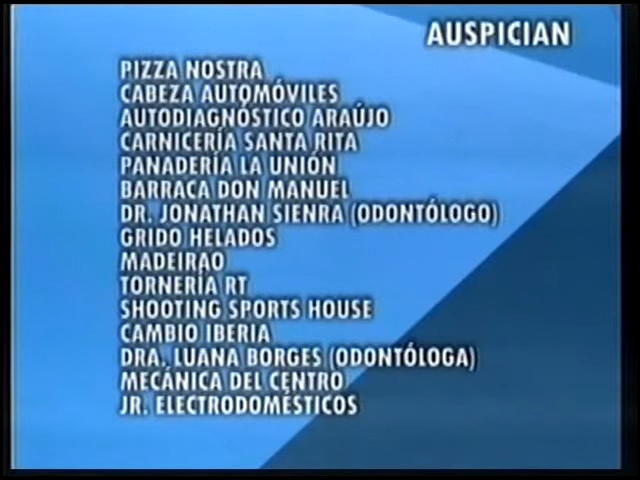 AUSPICIAN
PIZZA NOSTRA
CABEZA AUTOMÓVILES
AUTODIAGNÓSTICO ARAÚJO
CARNICERÍA SANTA RITA
PANADERÍA LA UNIÓN
BARRACA DON MANUEL
DR. JONATHAN SIENRA (ODONTÓLOGO)
GRIDO HELADOS
MADEIRAO
TORNERÍA RT
SHOOTING SPORTS HOUSE
CAMBIO IBERIA
DRA. LUANA BORGES (ODONTÓLOGA)
MECÁNICA DEL CENTRO
JR. ELECTRODOMÉSTICOS